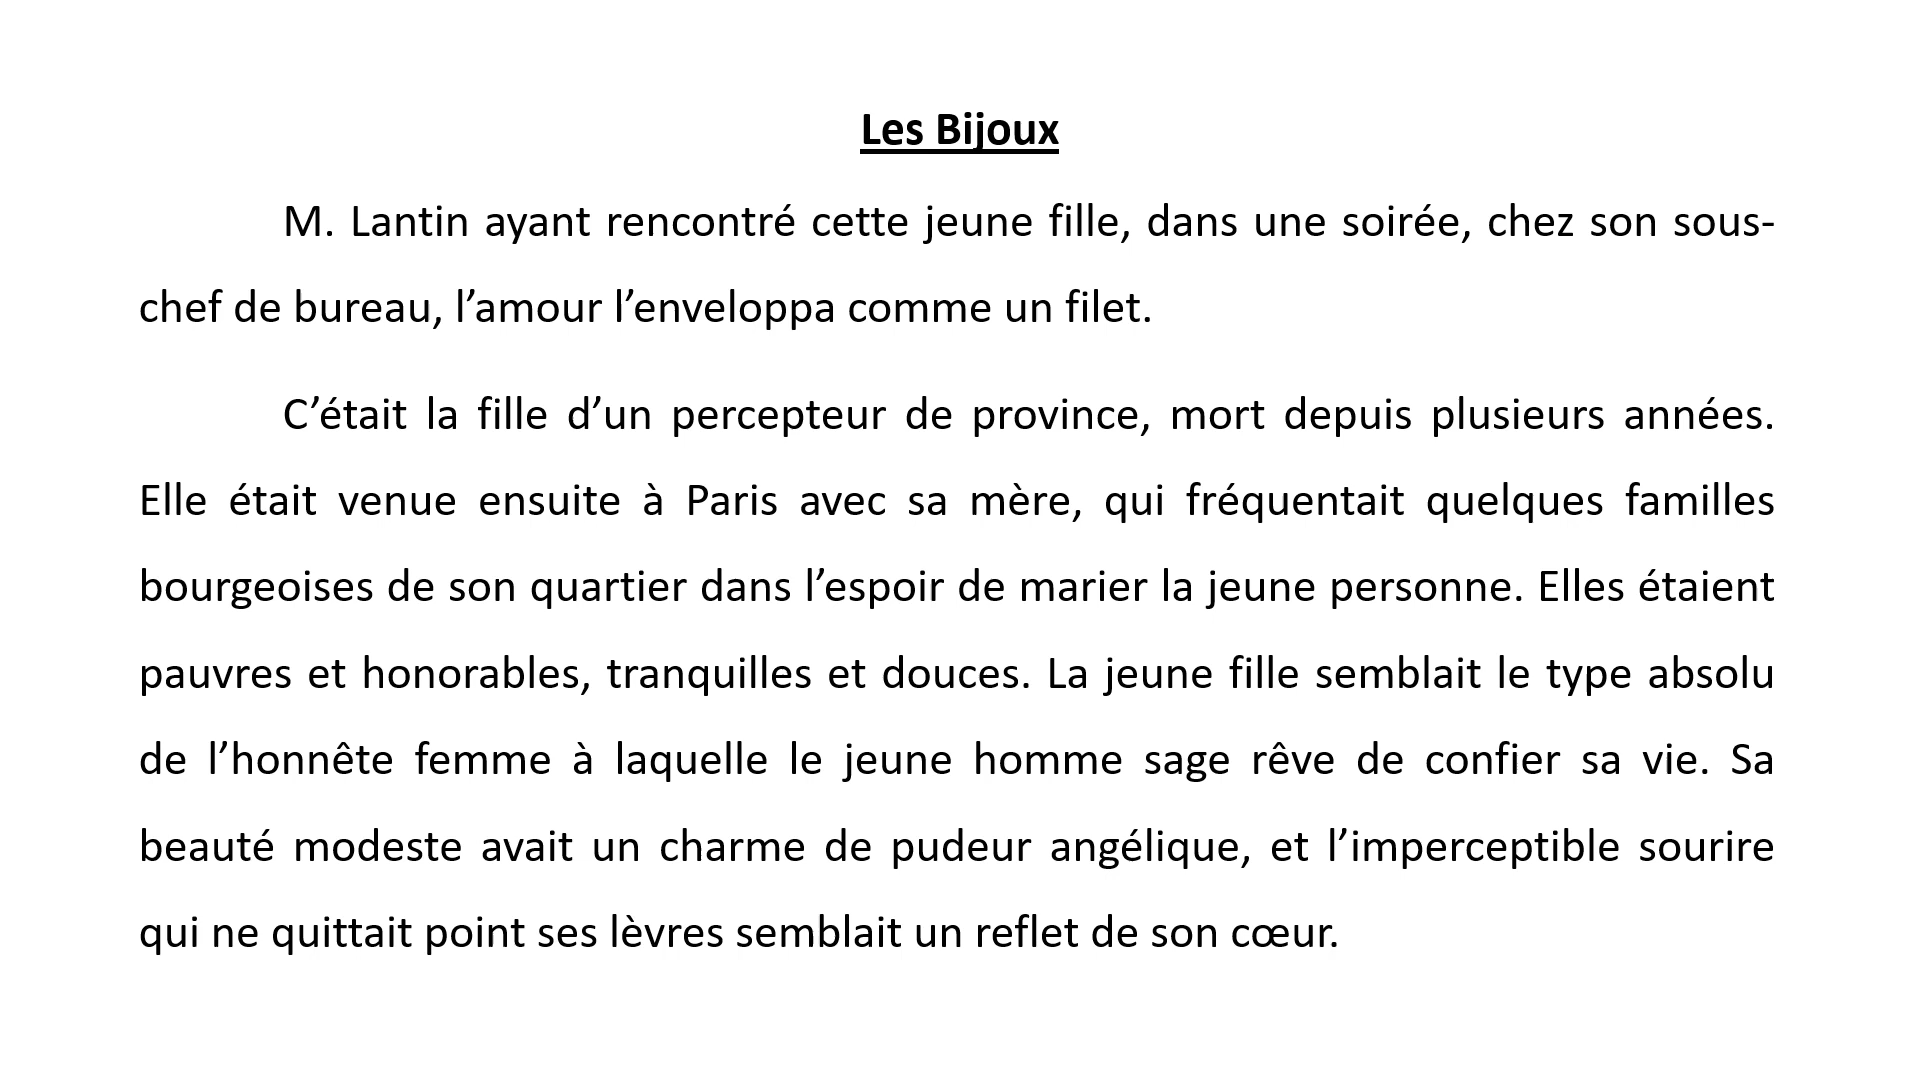 Les Bijoux
M. Lantin ayant rencontré cette jeune fille, dans une soirée, chez son sous-
chef de bureau, l’amour l’enveloppa comme un filet.
C’était la fille d’un percepteur de province, mort depuis plusieurs années.
Elle était venue ensuite à Paris avec sa mère, qui fréquentait quelques familles
bourgeoises de son quartier dans l’espoir de marier la jeune personne. Elles étaient
pauvres et honorables, tranquilles et douces. La jeune fille semblait le type absolu
de l’honnête femme à laquelle le jeune homme sage rêve de confier sa vie. Sa
beauté modeste avait un charme de pudeur angélique, et l’imperceptible sourire
qui ne quittait point ses lèvres semblait un reflet de son cœur.